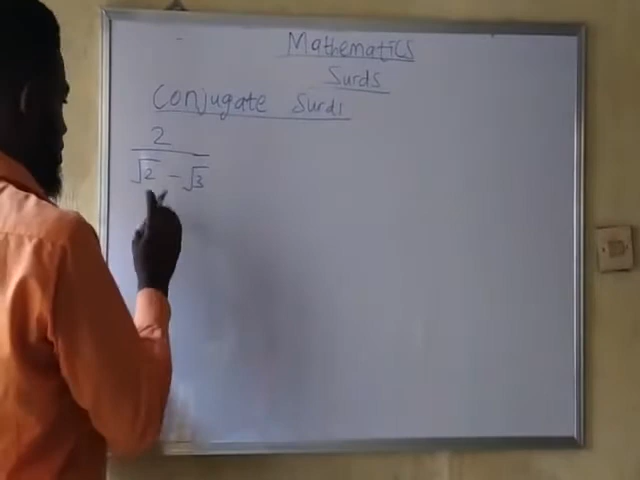 Mathematics
Surds
Conjugate Surds
2
√2 - √3